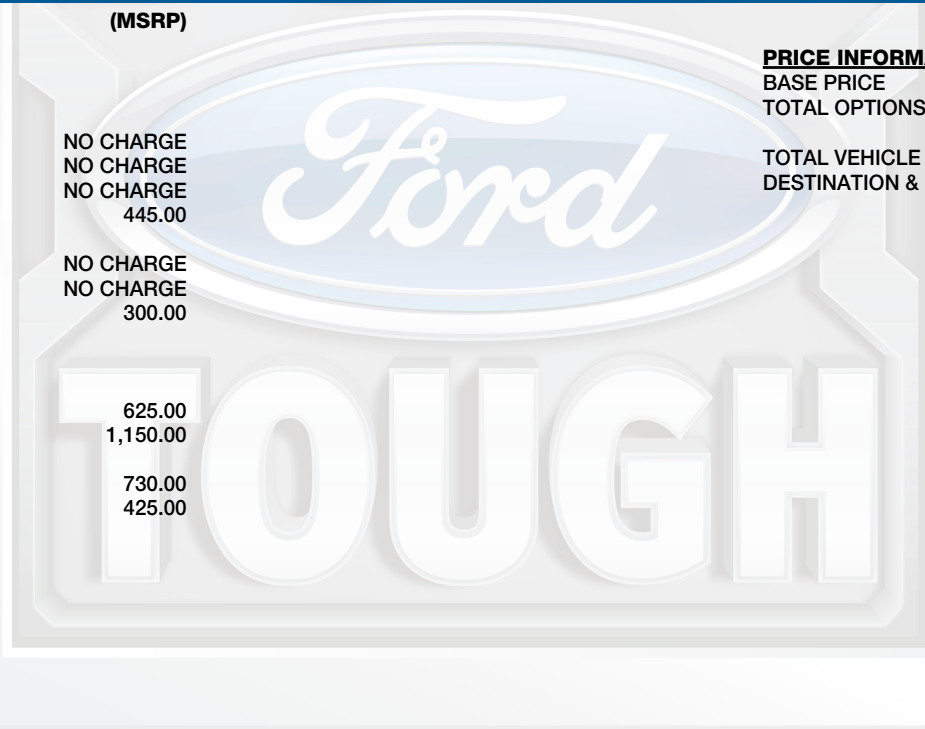 (MSRP)
NO CHARGE
NO CHARGE
NO CHARGE
445.00
NO CHARGE
NO CHARGE
300.00
625.00
1,150.00
730.00
425.00
PRICE INFORMA
BASE PRICE
TOTAL OPTIONS
TOTAL VEHICLE
DESTINATION &
Ford
TOUGH